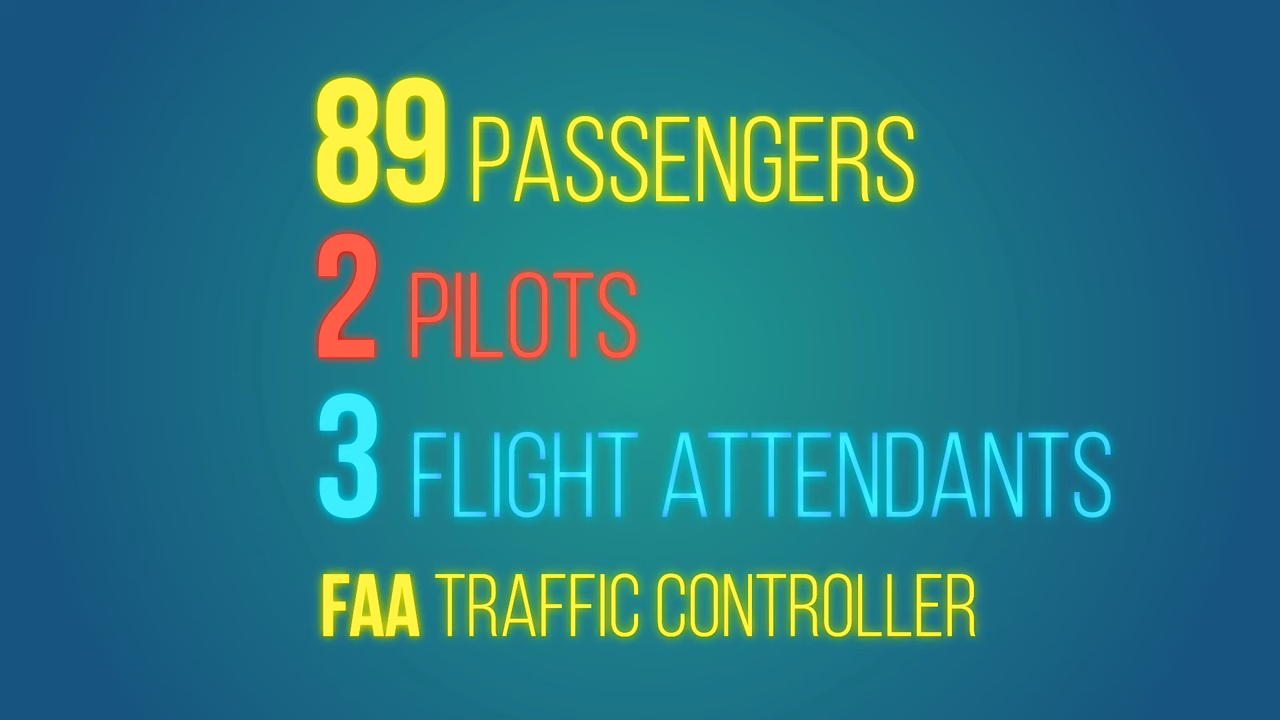 89 PASSENGERS
2 PILOTS
3 FLIGHT ATTENDANTS
FAA TRAFFIC CONTROLLER